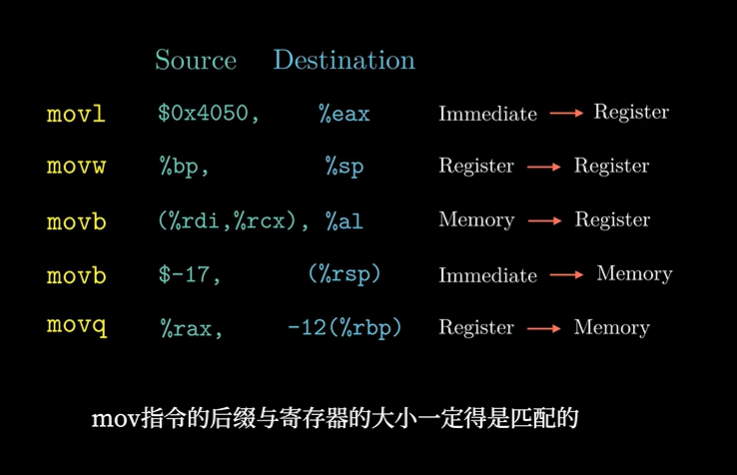 Source Destination
movl $0x4050, %eax Immediate → Register
movw %bp, %sp Register → Register
movb (%rdi,%rcx), %al Memory → Register
movb $-17, (%rsp) Immediate → Memory
movq %rax, -12(%rbp) Register → Memory
mov指令的后缀与寄存器的大小一定得是匹配的